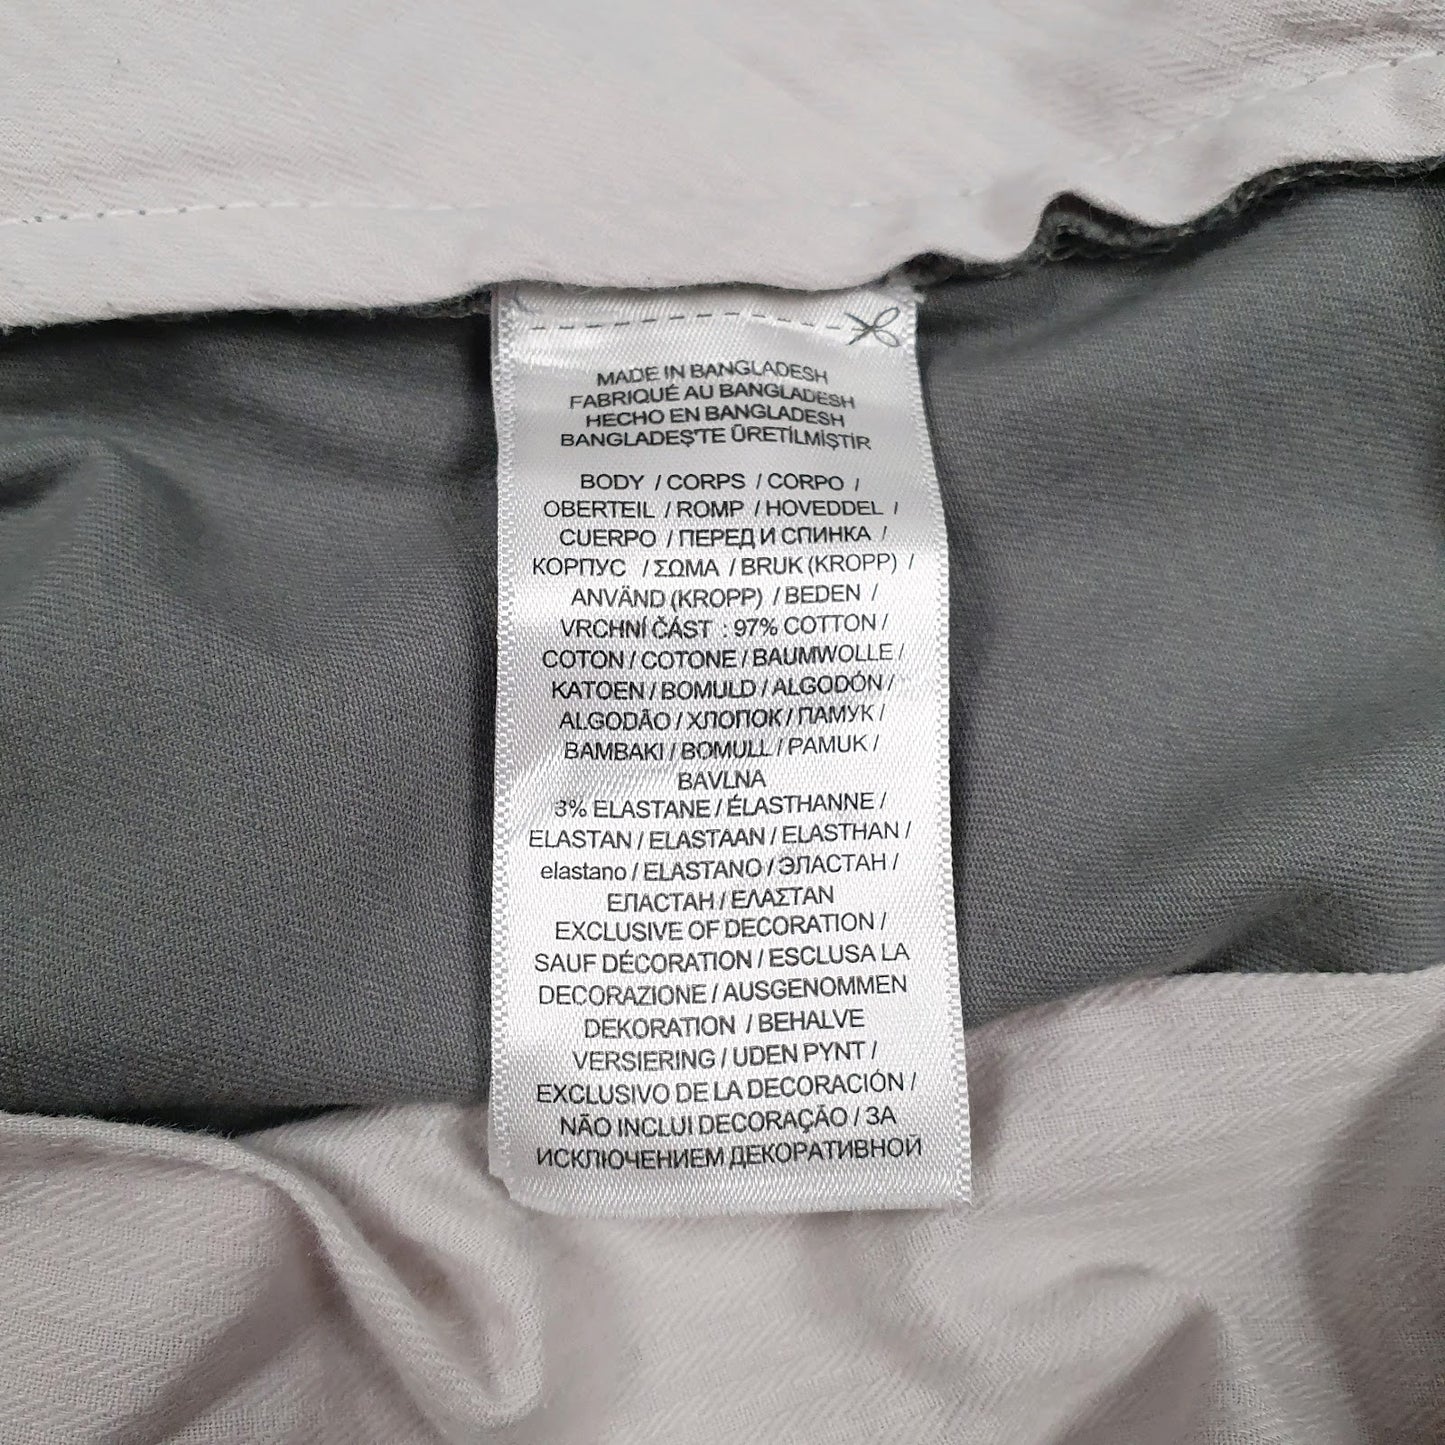 MADE IN BANGLADESH
FABRIQUÉ AU BANGLADESH
HECHO EN BANGLADESH
BANGLADEŞ'TE ÜRETİLMİŞTİR
BODY / CORPS / CORPO /
OBERTEIL / ROMP / HOVEDDEL /
CUERPO / ПЕРЕД И СПИНКА /
КОРПУС / ΣΩΜΑ / BRUK (KROPP) /
ANVÄND (KROPP) / BEDEN /
VRCHNÍ ČÁST : 97% COTTON /
COTON / COTONE / BAUMWOLLE /
KATOEN / BOMULD / ALGODÓN /
ALGODÃO / ХЛОПОК / ПАМУК /
BAMBAKI / BOMULL / PAMUK /
BAVLNA
3% ELASTANE / ÉLASTHANNE /
ELASTAN / ELASTAAN / ELASTHAN /
elastano / ELASTANO / ЭЛАСТАН /
ЕЛАСТАН / ΕΛΑΣΤΑΝ
EXCLUSIVE OF DECORATION /
SAUF DÉCORATION / ESCLUSA LA
DECORAZIONE / AUSGENOMMEN
DEKORATION / BEHALVE
VERSIERING / UDEN PYNT /
EXCLUSIVO DE LA DECORACIÓN /
NÃO INCLUI DECORAÇÃO / ЗА
ИСКЛЮЧЕНИЕМ ДЕКОРАТИВНОЙ